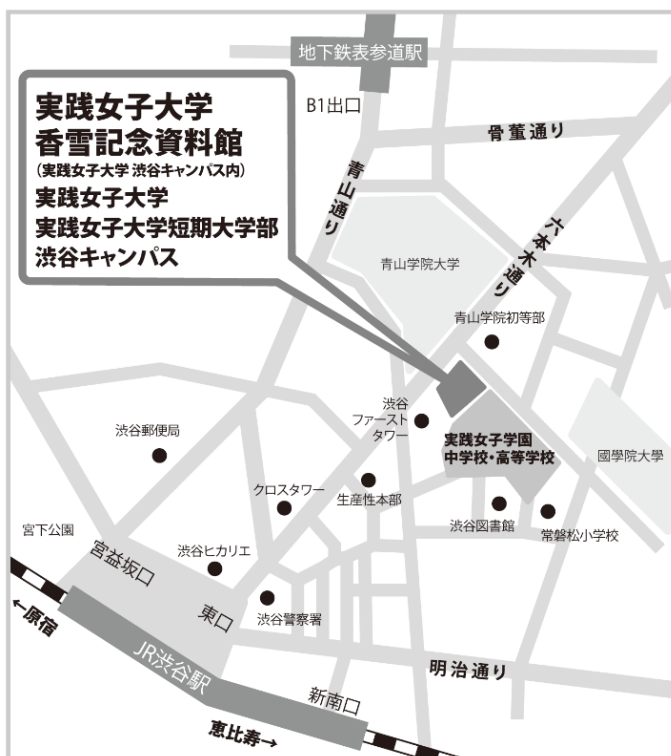 地下鉄表参道駅
B1出口
骨董通り
実践女子大学
香雪記念資料館
(実践女子大学 渋谷キャンパス内)
実践女子大学
実践女子大学短期大学部
渋谷キャンパス
青山通り
六本木通り
青山学院大学
青山学院初等部
渋谷
ファースト
タワー
実践女子学園
中学校・高等学校
國學院大學
渋谷郵便局
クロスタワー
生産性本部
渋谷図書館
常磐松小学校
宮下公園
宮益坂口
渋谷ヒカリエ
東口
渋谷警察署
←原宿
JR渋谷駅
明治通り
新南口
恵比寿→